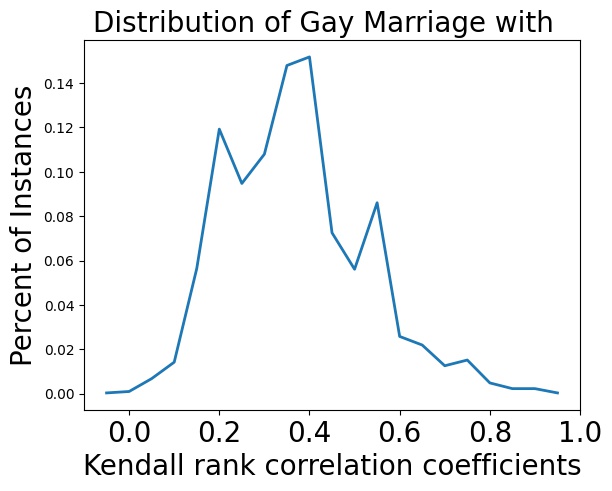 Distribution of Gay Marriage with
Percent of Instances
0.14
0.12
0.10
0.08
0.06
0.04
0.02
0.00
0.0 0.2 0.4 0.6 0.8 1.0
Kendall rank correlation coefficients